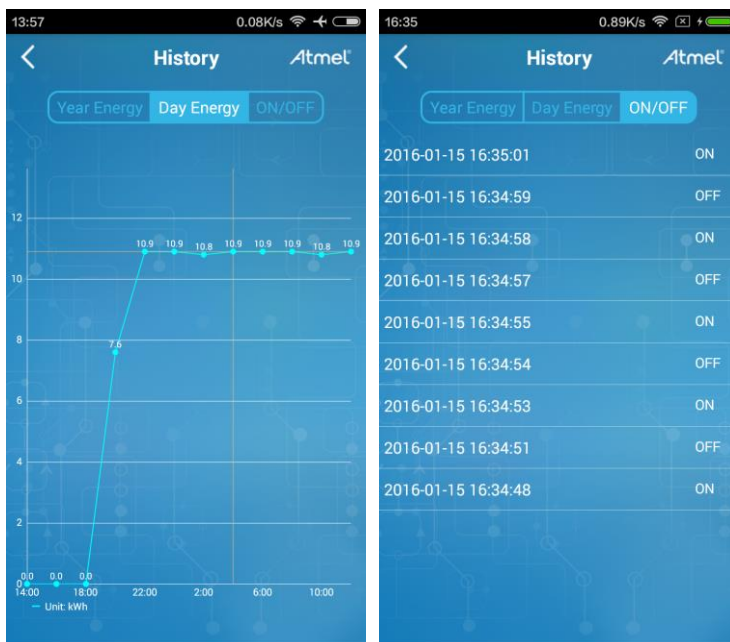 13:57 0.08K/s
History Atmel
Year Energy Day Energy ON/OFF
12
10.9 10.9 10.8 10.9 10.9 10.9 10.8 10.9
10
8
7.6
6
4
2
0.0 0.0 0.0
0
14:00 18:00 22:00 2:00 6:00 10:00
Unit: kWh
16:35 0.89K/s
History Atmel
Year Energy Day Energy ON/OFF
2016-01-15 16:35:01 ON
2016-01-15 16:34:59 OFF
2016-01-15 16:34:58 ON
2016-01-15 16:34:57 OFF
2016-01-15 16:34:55 ON
2016-01-15 16:34:54 OFF
2016-01-15 16:34:53 ON
2016-01-15 16:34:51 OFF
2016-01-15 16:34:48 ON